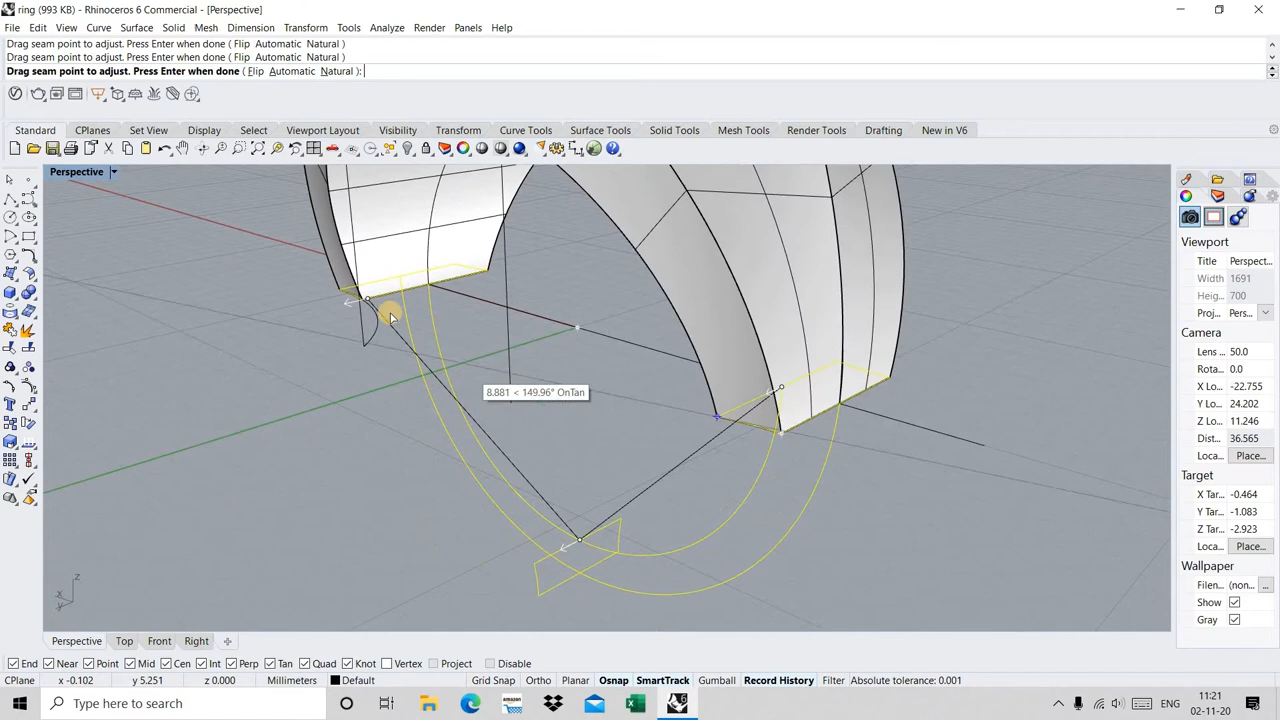 ring (993 KB) - Rhinoceros 6 Commercial - [Perspective]
File Edit View Curve Surface Solid Mesh Dimension Transform Tools Analyze Render Panels Help
Drag seam point to adjust. Press Enter when done ( Flip Automatic Natural )
Drag seam point to adjust. Press Enter when done ( Flip Automatic Natural )
Drag seam point to adjust. Press Enter when done ( Flip Automatic Natural ):
Standard CPlanes Set View Display Select Viewport Layout Visibility Transform Curve Tools Surface Tools Solid Tools Mesh Tools Render Tools Drafting New in V6
Perspective
Viewport
Title Perspect...
Width 1691
Heig... 700
Proj... Pers...
Camera
Lens ... 50.0
Rota... 0.0
X Lo... -22.755
Y Lo... 24.202
Z Lo... 11.246
Dist... 36.565
Loca... Place...
Target
X Tar... -0.464
Y Tar... -1.083
Z Tar... -2.923
Loca... Place...
Wallpaper
Filen... (non... ...
Show
Gray
8.881 < 149.96° OnTan
z
x
y
Perspective Top Front Right
End Near Point Mid Cen Int Perp Tan Quad Knot Vertex Project Disable
CPlane x -0.102 y 5.251 z 0.000 Millimeters Default Grid Snap Ortho Planar Osnap SmartTrack Gumball Record History Filter Absolute tolerance: 0.001
Type here to search
amazon
ENG
11:21
02-11-20